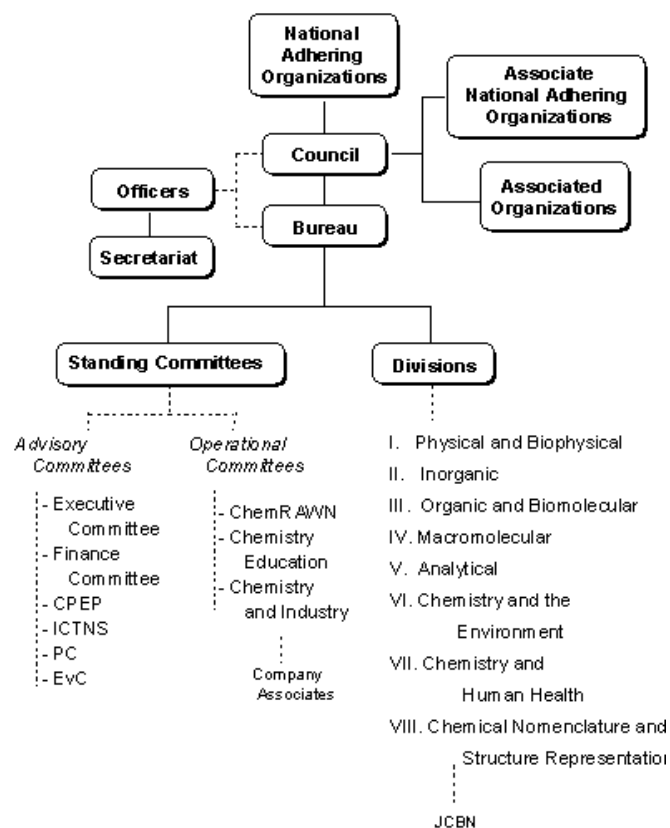 National
Adhering
Organizations
Associate
National Adhering
Organizations
Council
Officers
Associated
Organizations
Bureau
Secretariat
Standing Committees
Divisions
Advisory
Committees
- Executive
Committee
- Finance
Committee
- CPEP
- ICTNS
- PC
- EvC
Operational
Committees
- ChemRAWN
- Chemistry
Education
- Chemistry
and Industry
Company
Associates
I. Physical and Biophysical
II. Inorganic
III. Organic and Biomolecular
IV. Macromolecular
V. Analytical
VI. Chemistry and the
Environment
VII. Chemistry and
Human Health
VIII. Chemical Nomenclature and
Structure Representation
JCBN